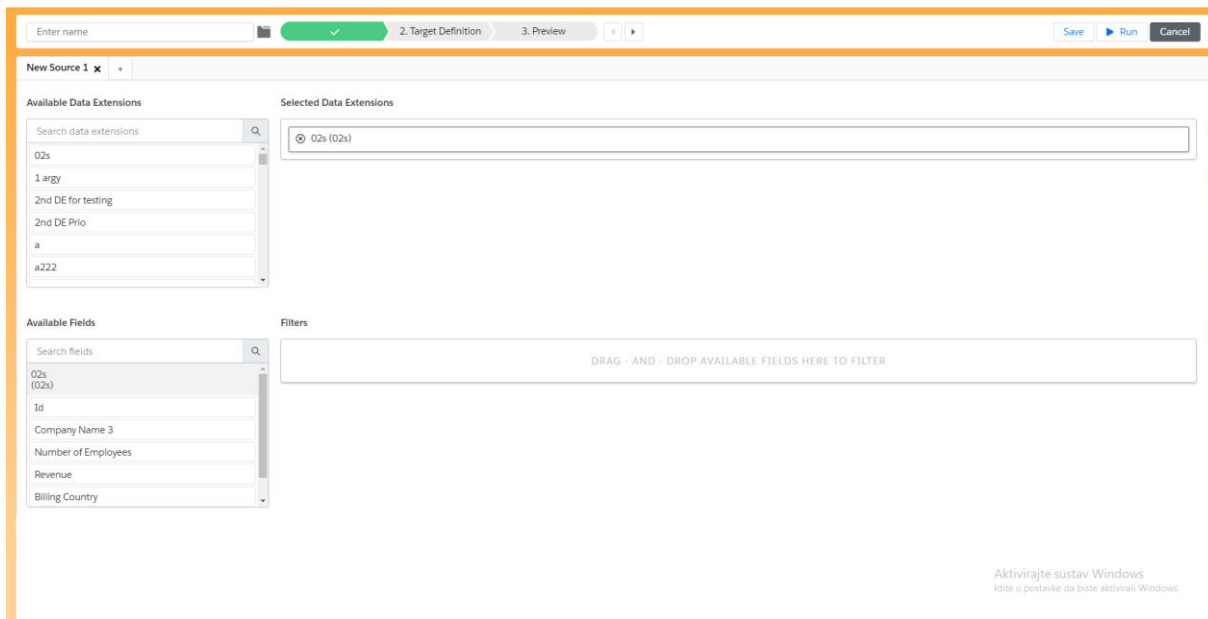 Enter name
2. Target Definition
3. Preview
Save
Run
Cancel
New Source 1
+
Available Data Extensions
Selected Data Extensions
Search data extensions
02s (02s)
02s
1 argy
2nd DE for testing
2nd DE Prio
a
a222
Available Fields
Filters
Search fields
DRAG - AND - DROP AVAILABLE FIELDS HERE TO FILTER
02s
(02s)
Id
Company Name 3
Number of Employees
Revenue
Billing Country
Aktivirajte sustav Windows
Idite u postavke da biste aktivirali Windows.